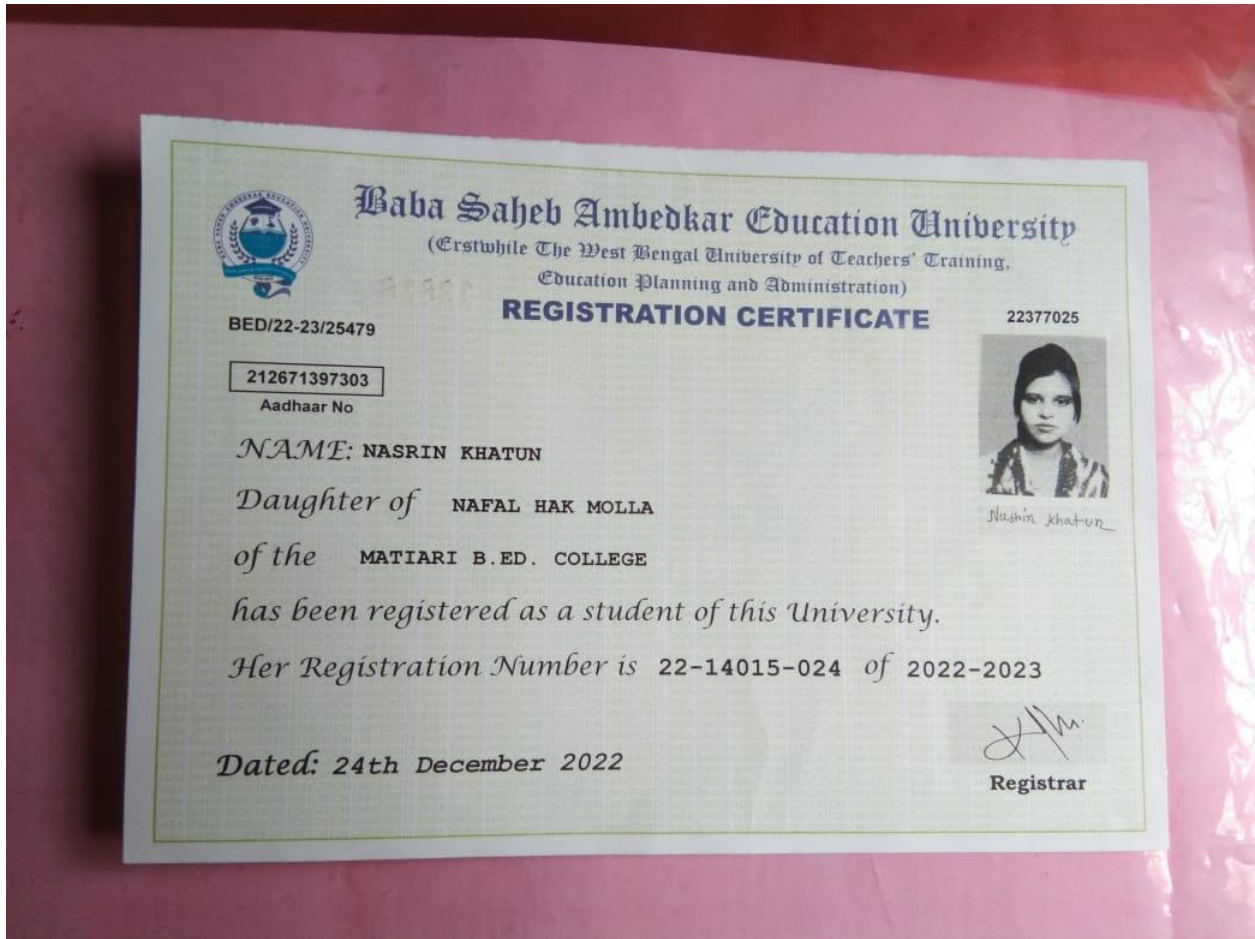 Baba Saheb Ambedkar Education University
(Erstwhile The West Bengal University of Teachers' Training,
Education Planning and Administration)
REGISTRATION CERTIFICATE
BED/22-23/25479
22377025
212671397303
Aadhaar No
NAME: NASRIN KHATUN
Daughter of NAFAL HAK MOLLA
Nasrin Khatun
of the MATIARI B.ED. COLLEGE
has been registered as a student of this University.
Her Registration Number is 22-14015-024 of 2022-2023
Dated: 24th December 2022
Registrar